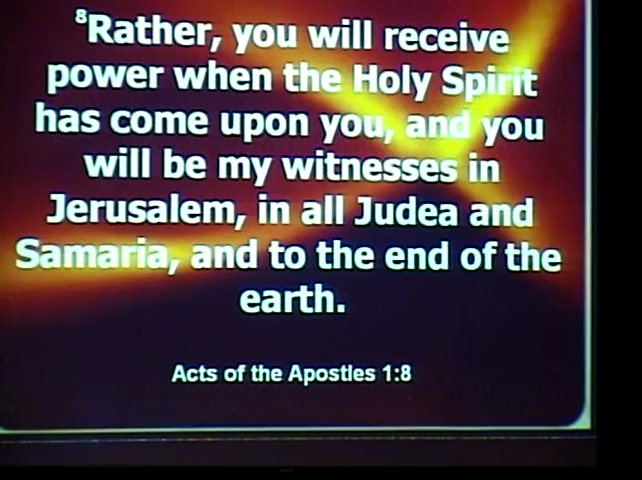 ⁸Rather, you will receive
power when the Holy Spirit
has come upon you, and you
will be my witnesses in
Jerusalem, in all Judea and
Samaria, and to the end of the
earth.
Acts of the Apostles 1:8